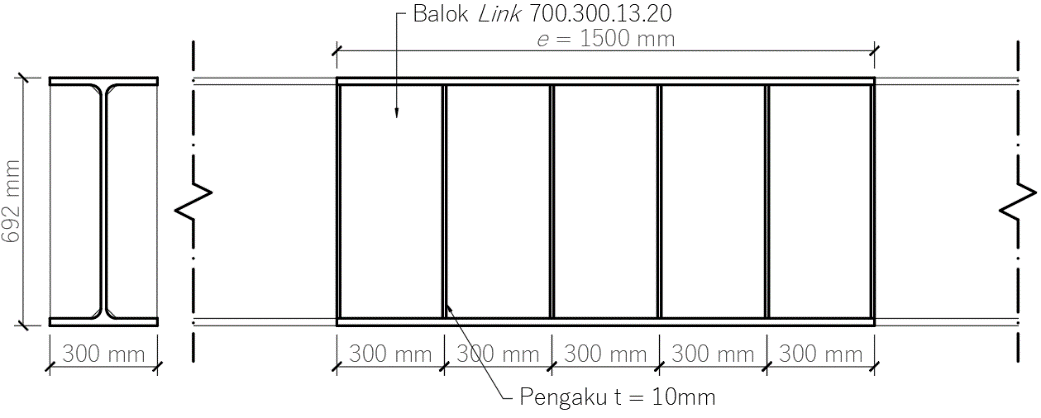 Balok Link 700.300.13.20
e = 1500 mm
692 mm
300 mm
300 mm 300 mm 300 mm 300 mm 300 mm
Pengaku t = 10mm